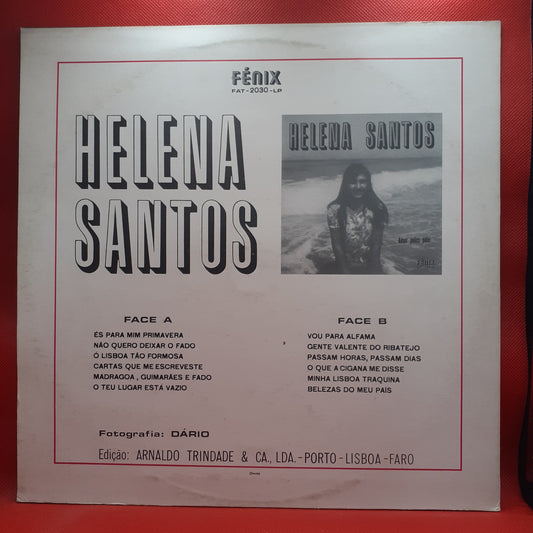 FÉNIX
FAT-2030-LP
HELENA
SANTOS
HELENA SANTOS
FÉNIX
FACE A
ÉS PARA MIM PRIMAVERA
NÃO QUERO DEIXAR O FADO
Ó LISBOA TÃO FORMOSA
CARTAS QUE ME ESCREVESTE
MADRAGOA, GUIMARÃES E FADO
O TEU LUGAR ESTÁ VAZIO
FACE B
VOU PARA ALFAMA
GENTE VALENTE DO RIBATEJO
PASSAM HORAS, PASSAM DIAS
O QUE A CIGANA ME DISSE
MINHA LISBOA TRAQUINA
BELEZAS DO MEU PAÍS
Fotografia: DÁRIO
Edição: ARNALDO TRINDADE & CA., LDA.-PORTO-LISBOA-FARO